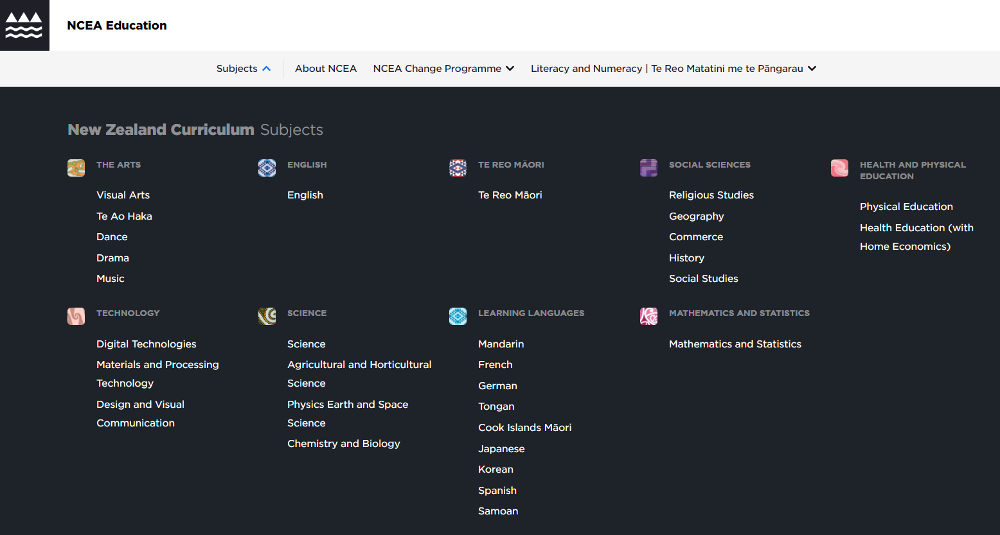 NCEA Education
Subjects
About NCEA
NCEA Change Programme
Literacy and Numeracy | Te Reo Matatini me te Pāngarau
New Zealand Curriculum Subjects
THE ARTS
Visual Arts
Te Ao Haka
Dance
Drama
Music
ENGLISH
English
TE REO MĀORI
Te Reo Māori
SOCIAL SCIENCES
Religious Studies
Geography
Commerce
History
Social Studies
HEALTH AND PHYSICAL
EDUCATION
Physical Education
Health Education (with
Home Economics)
TECHNOLOGY
Digital Technologies
Materials and Processing
Technology
Design and Visual
Communication
SCIENCE
Science
Agricultural and Horticultural
Science
Physics Earth and Space
Science
Chemistry and Biology
LEARNING LANGUAGES
Mandarin
French
German
Tongan
Cook Islands Māori
Japanese
Korean
Spanish
Samoan
MATHEMATICS AND STATISTICS
Mathematics and Statistics